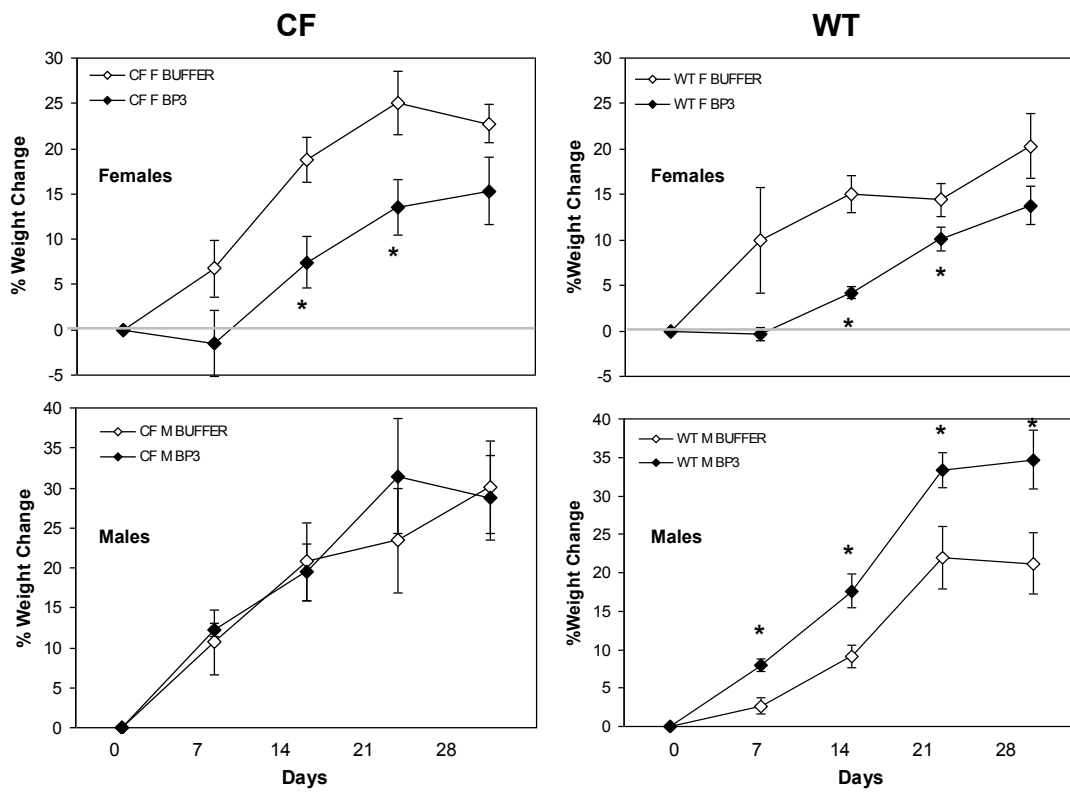 CF
WT
30
25
20
15
10
5
0
-5
% Weight Change
CF F BUFFER
CF F BP3
Females
*
*
30
25
20
15
10
5
0
-5
%Weight Change
WT F BUFFER
WT F BP3
Females
*
*
40
35
30
25
20
15
10
5
0
% Weight Change
CF M BUFFER
CF M BP3
Males
0 7 14 21 28
Days
40
35
30
25
20
15
10
5
0
%Weight Change
WT M BUFFER
WT M BP3
Males
*
*
*
*
0 7 14 21 28
Days